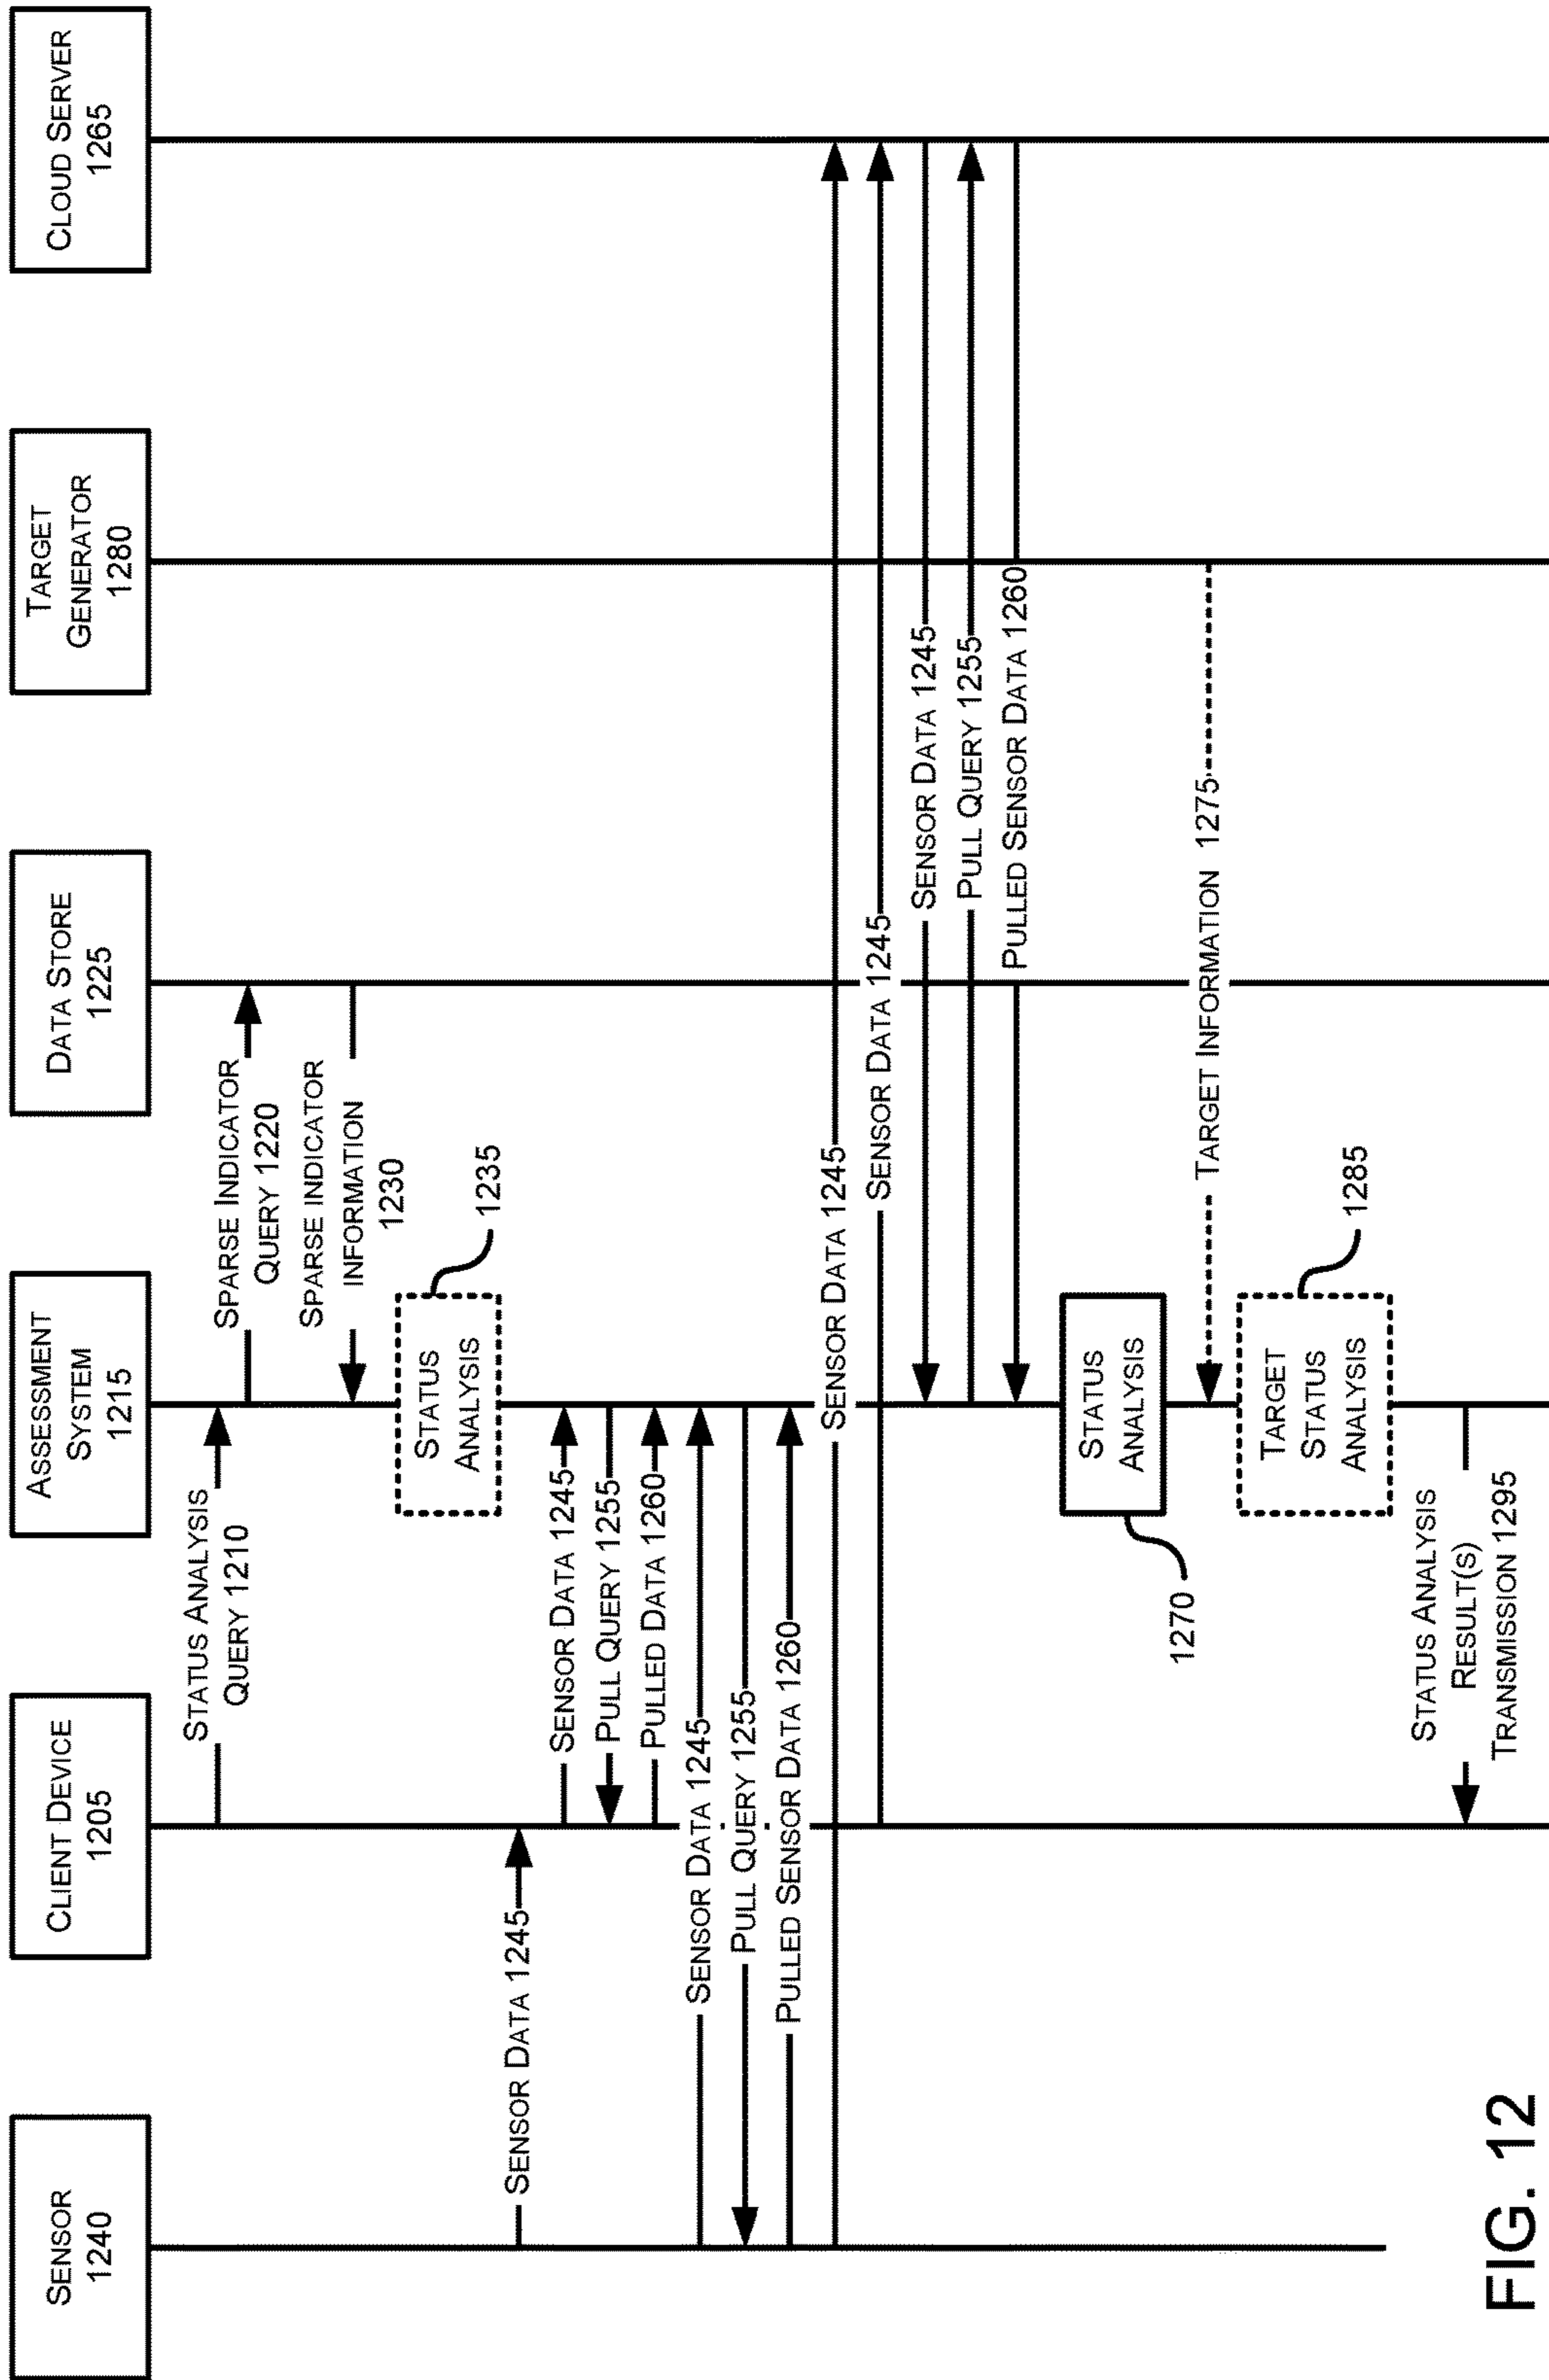 SENSOR
1240
CLIENT DEVICE
1205
ASSESSMENT
SYSTEM
1215
DATA STORE
1225
TARGET
GENERATOR
1280
CLOUD SERVER
1265
STATUS ANALYSIS
QUERY 1210
SPARSE INDICATOR
QUERY 1220
SPARSE INDICATOR
INFORMATION
1230
STATUS
ANALYSIS
1235
SENSOR DATA 1245
SENSOR DATA 1245
PULL QUERY 1255
PULLED DATA 1260
SENSOR DATA 1245
PULL QUERY 1255
PULLED SENSOR DATA 1260
SENSOR DATA 1245
SENSOR DATA 1245
SENSOR DATA 1245
PULL QUERY 1255
PULLED SENSOR DATA 1260
STATUS
ANALYSIS
1270
TARGET INFORMATION 1275
TARGET
STATUS
ANALYSIS
1285
STATUS ANALYSIS
RESULT(S)
TRANSMISSION 1295
FIG. 12